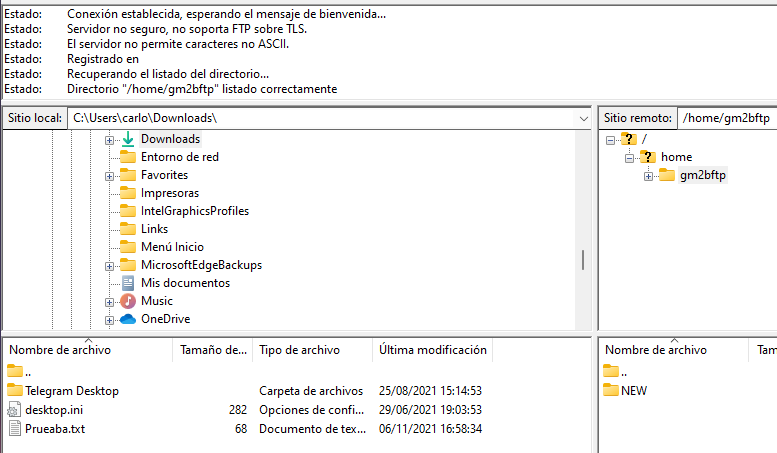 Estado: Conexión establecida, esperando el mensaje de bienvenida...
Estado: Servidor no seguro, no soporta FTP sobre TLS.
Estado: El servidor no permite caracteres no ASCII.
Estado: Registrado en
Estado: Recuperando el listado del directorio...
Estado: Directorio "/home/gm2bftp" listado correctamente
Sitio local: C:\Users\carlo\Downloads\
Downloads
Entorno de red
Favorites
Impresoras
IntelGraphicsProfiles
Links
Menú Inicio
MicrosoftEdgeBackups
Mis documentos
Music
OneDrive
Sitio remoto: /home/gm2bftp
/
home
gm2bftp
Nombre de archivo Tamaño de... Tipo de archivo Última modificación
..
Telegram Desktop Carpeta de archivos 25/08/2021 15:14:53
desktop.ini 282 Opciones de confi... 29/06/2021 19:03:53
Prueaba.txt 68 Documento de tex... 06/11/2021 16:58:34
Nombre de archivo Tam
..
NEW